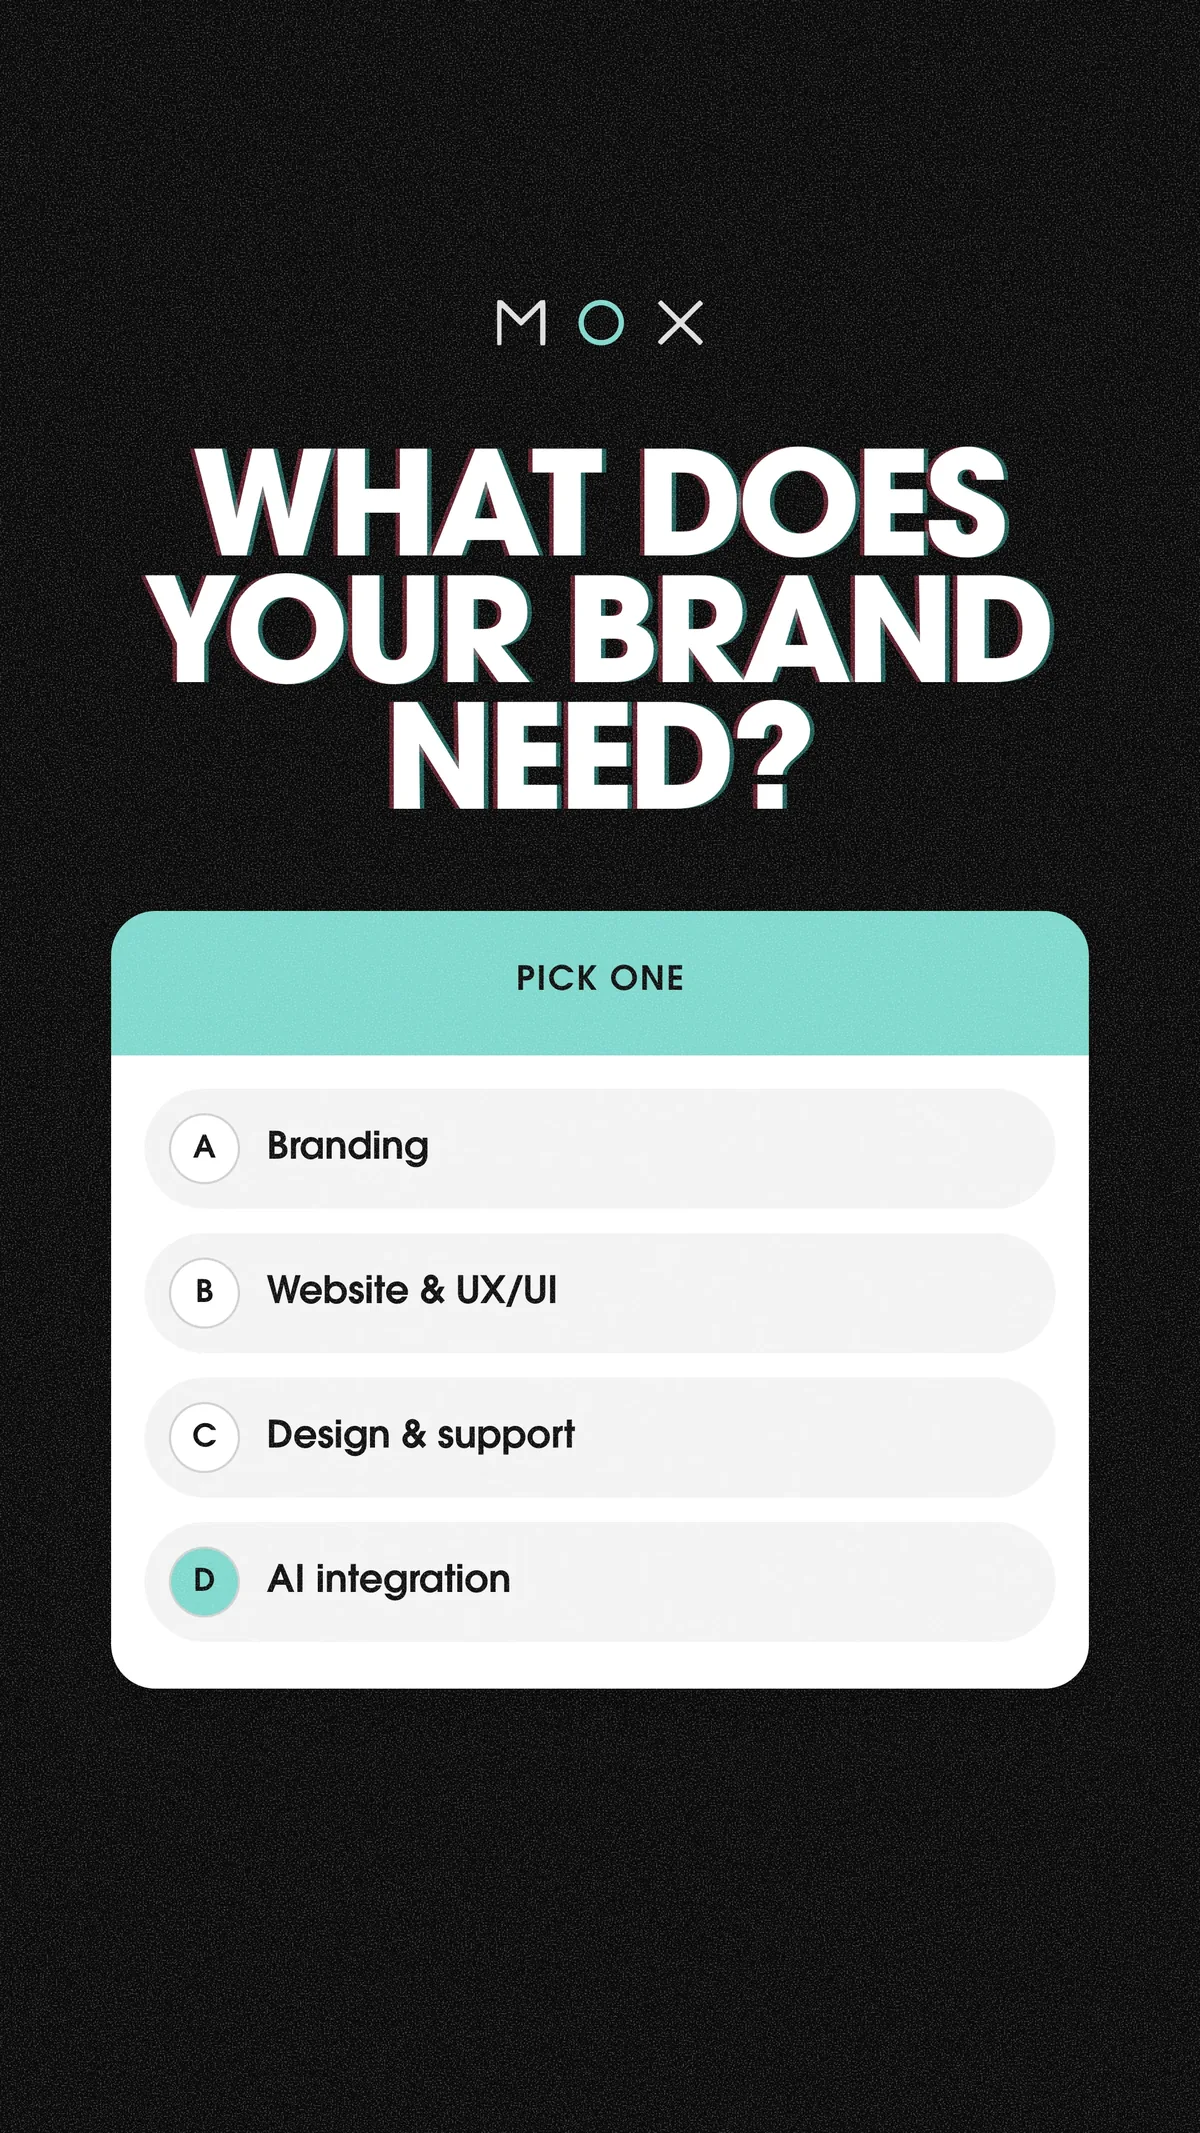 MOX
WHAT DOES
YOUR BRAND
NEED?
PICK ONE
A Branding
B Website & UX/UI
C Design & support
D AI integration